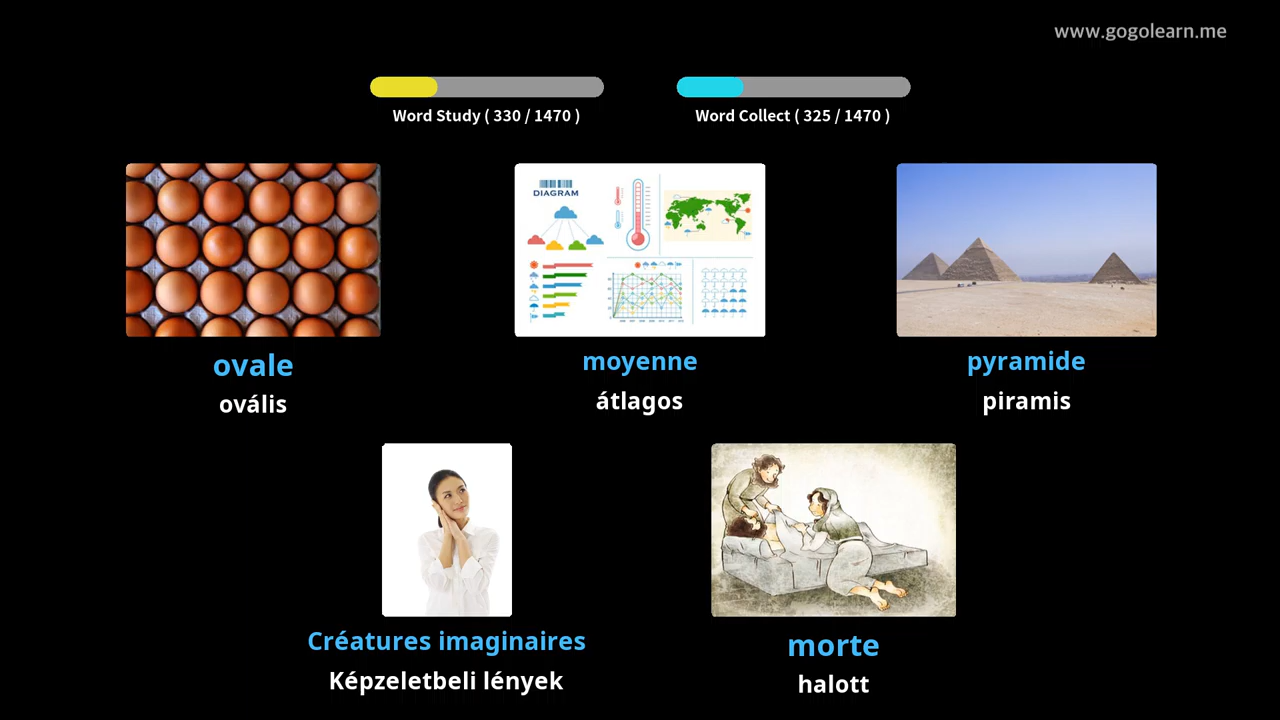 www.gogolearn.me
Word Study ( 330 / 1470 )
Word Collect ( 325 / 1470 )
DIAGRAM
ovale
ovális
moyenne
átlagos
pyramide
piramis
Créatures imaginaires
Képzeletbeli lények
morte
halott